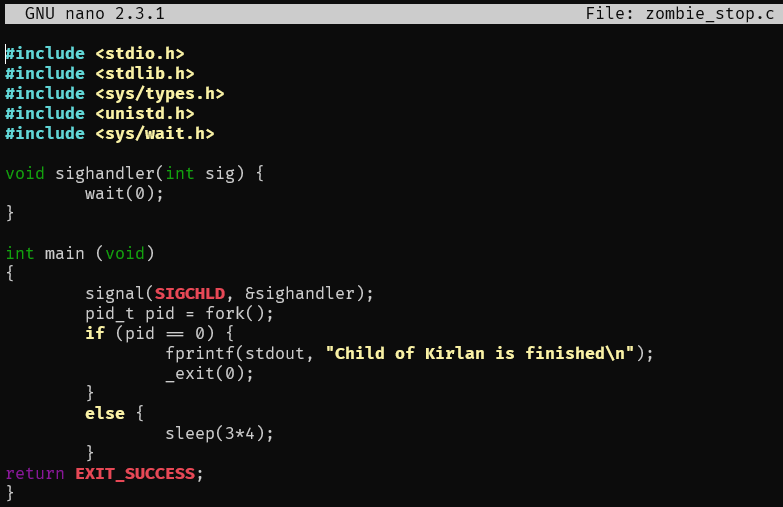 GNU nano 2.3.1 File: zombie_stop.c
#include <stdio.h>
#include <stdlib.h>
#include <sys/types.h>
#include <unistd.h>
#include <sys/wait.h>
void sighandler(int sig) {
        wait(0);
}
int main (void)
{
        signal(SIGCHLD, &sighandler);
        pid_t pid = fork();
        if (pid == 0) {
                fprintf(stdout, "Child of Kirlan is finished\n");
                _exit(0);
        }
        else {
                sleep(3*4);
        }
return EXIT_SUCCESS;
}